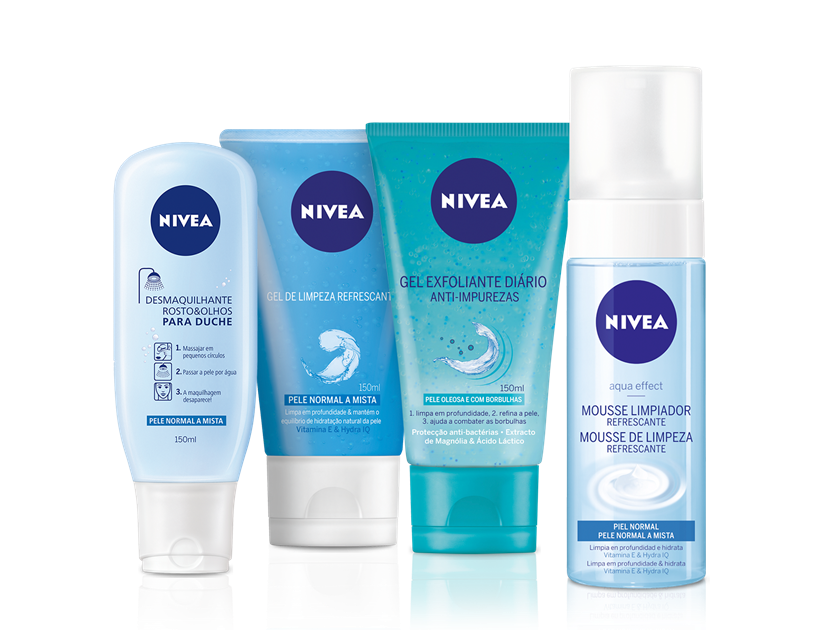 NIVEA
DESMAQUILHANTE
ROSTO&OLHOS
PARA DUCHE
1. Massajar em
pequenos círculos
2. Passar a pele por água
3. A maquilhagem
desaparece!
PELE NORMAL A MISTA
150ml
NIVEA
GEL DE LIMPEZA REFRESCANT
150ml
PELE NORMAL A MISTA
Limpa em profundidade & mantém o
equilíbrio de hidratação natural da pele
Vitamina E & Hydra IQ
NIVEA
GEL EXFOLIANTE DIÁRIO
ANTI-IMPUREZAS
150ml
PELE OLEOSA E COM BORBULHAS
1. limpa em profundidade, 2. refina a pele,
3. ajuda a combater as borbulhas
Protecção anti-bactérias + Extracto
de Magnólia & Ácido Láctico
NIVEA
aqua effect
MOUSSE LIMPIADOR
REFRESCANTE
MOUSSE DE LIMPEZA
REFRESCANTE
PIEL NORMAL
PELE NORMAL A MISTA
Limpia en profundidad e hidrata
Vitamina E & Hydra IQ
Limpa em profundidade & hidrata
Vitamina E & Hydra IQ